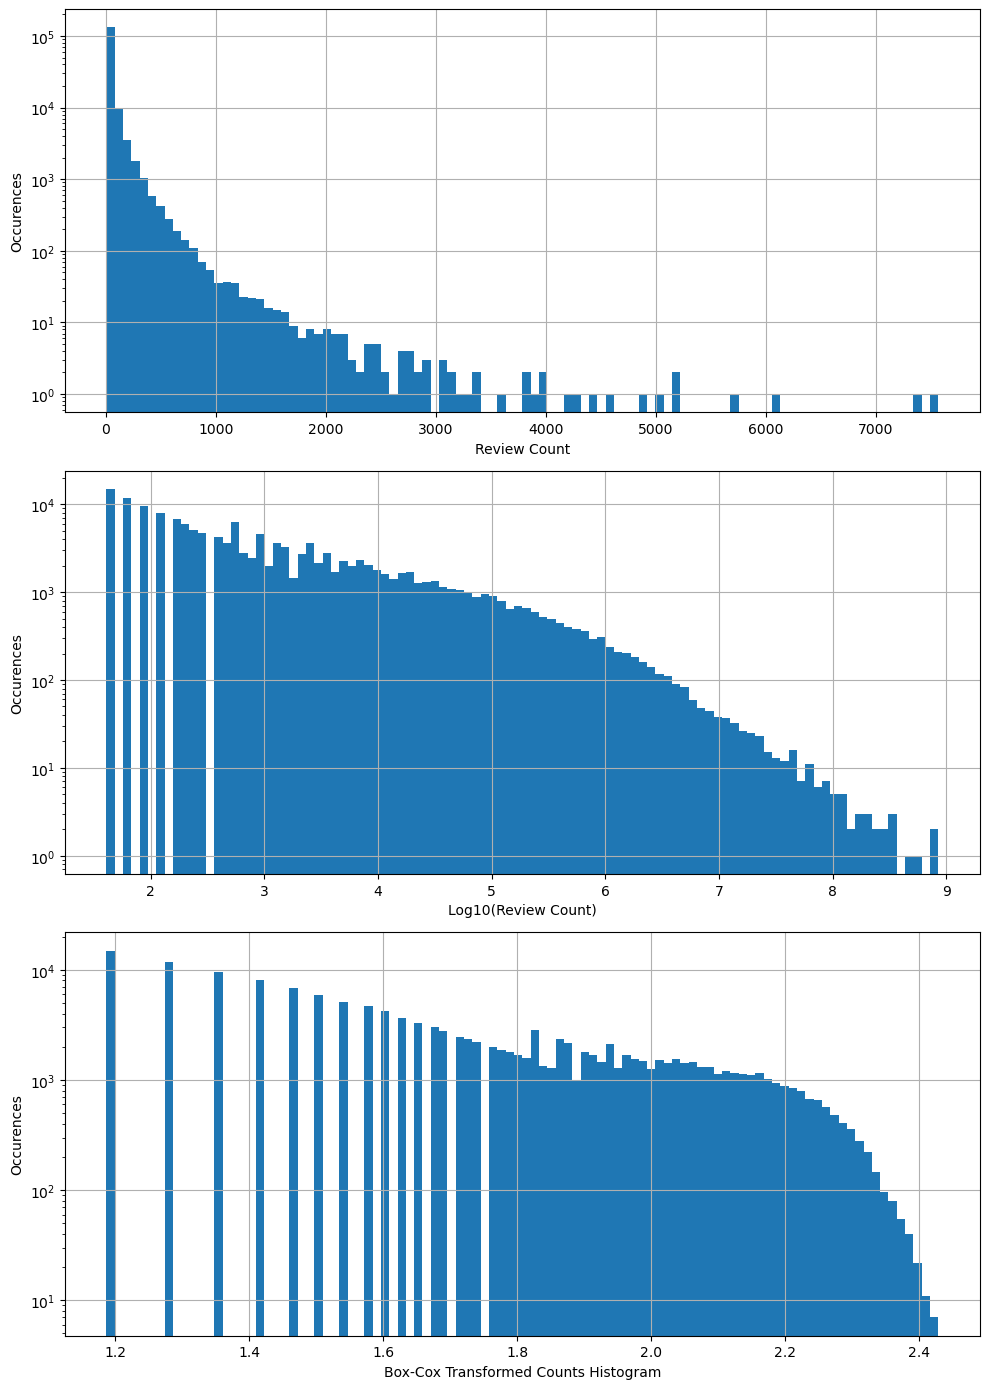 10⁵
10⁴
10³
10²
10¹
10⁰
Occurences
0 1000 2000 3000 4000 5000 6000 7000
Review Count
10⁴
10³
10²
10¹
10⁰
Occurences
2 3 4 5 6 7 8 9
Log10(Review Count)
10⁴
10³
10²
10¹
Occurences
1.2 1.4 1.6 1.8 2.0 2.2 2.4
Box-Cox Transformed Counts Histogram